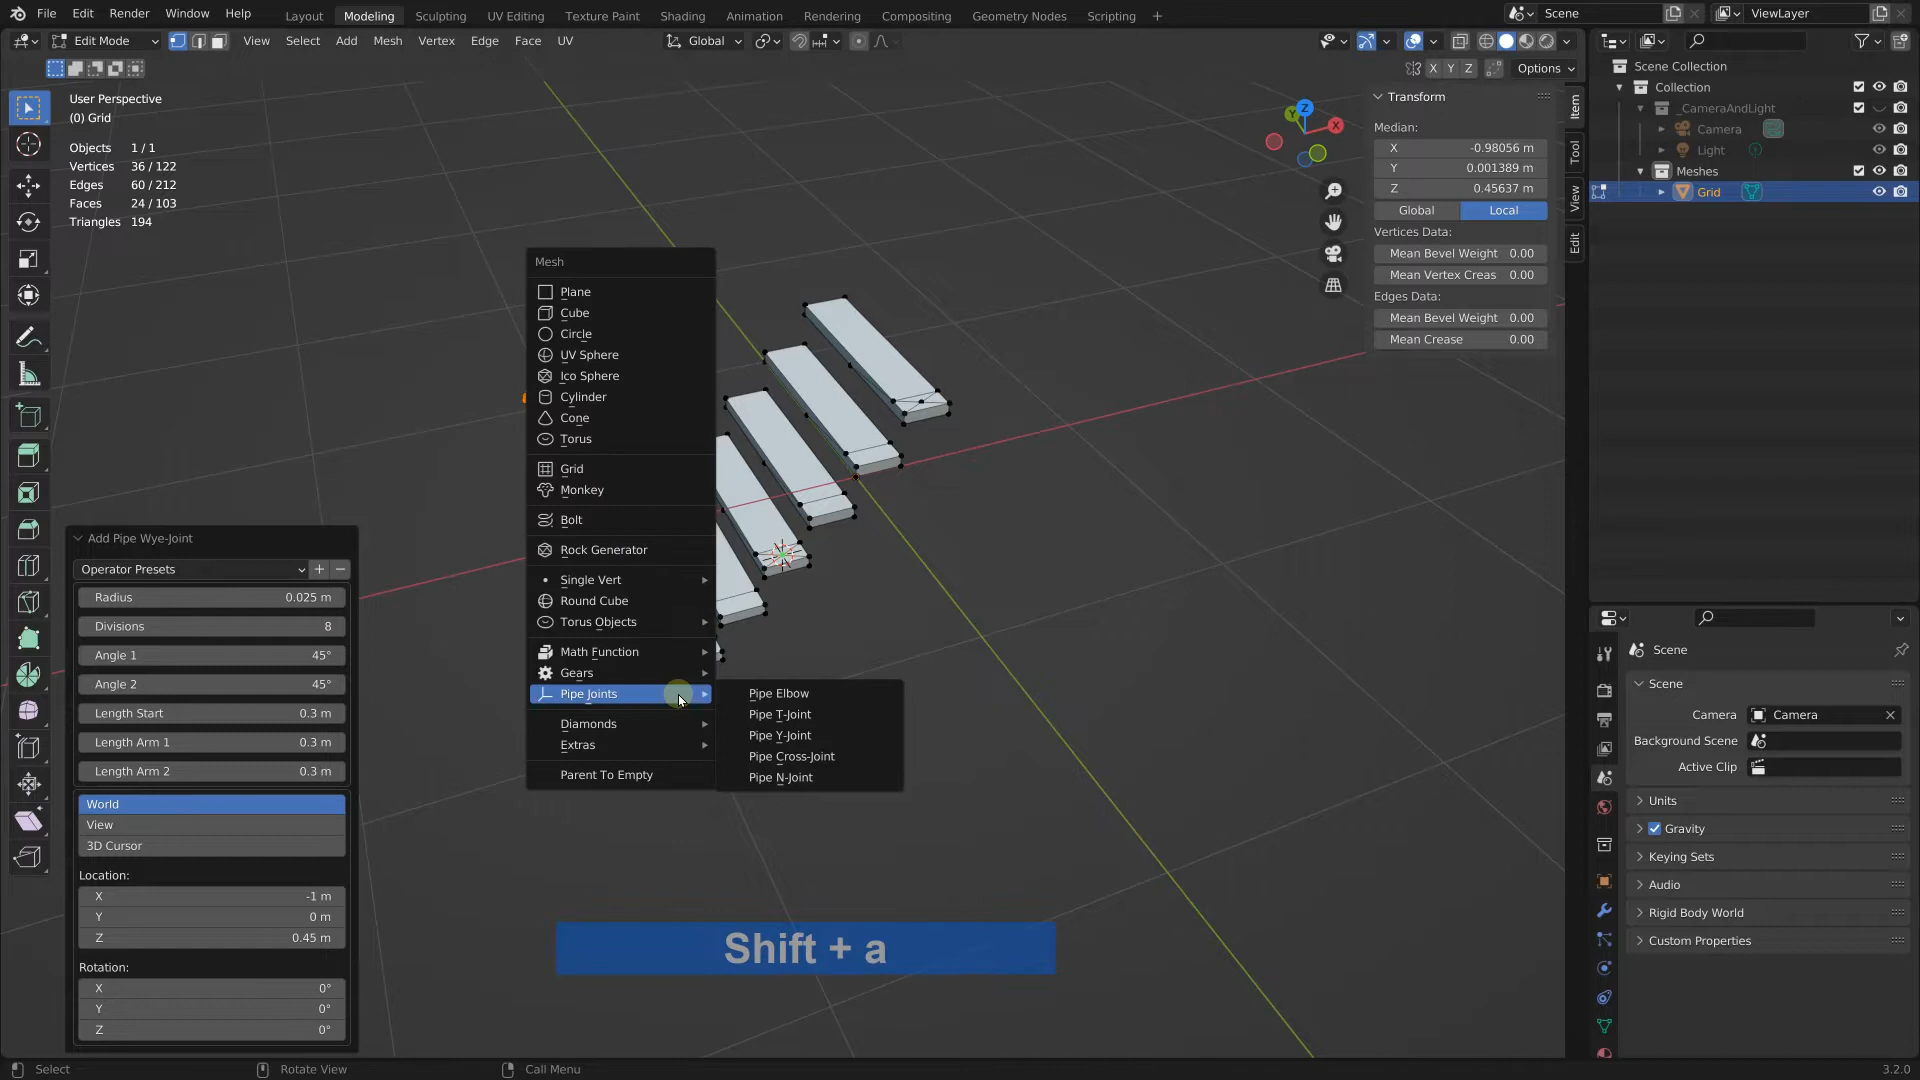 File Edit Render Window Help Layout Modeling Sculpting UV Editing Texture Paint Shading Animation Rendering Compositing Geometry Nodes Scripting + Scene ViewLayer
Edit Mode View Select Add Mesh Vertex Edge Face UV Global
X Y Z Options
User Perspective
(0) Grid
Objects 1 / 1
Vertices 36 / 122
Edges 60 / 212
Faces 24 / 103
Triangles 194
Mesh
Plane
Cube
Circle
UV Sphere
Ico Sphere
Cylinder
Cone
Torus
Grid
Monkey
Bolt
Rock Generator
Single Vert
Round Cube
Torus Objects
Math Function
Gears
Pipe Joints
Diamonds
Extras
Parent To Empty
Pipe Elbow
Pipe T-Joint
Pipe Y-Joint
Pipe Cross-Joint
Pipe N-Joint
Add Pipe Wye-Joint
Operator Presets
Radius 0.025 m
Divisions 8
Angle 1 45°
Angle 2 45°
Length Start 0.3 m
Length Arm 1 0.3 m
Length Arm 2 0.3 m
World
View
3D Cursor
Location:
X -1 m
Y 0 m
Z 0.45 m
Rotation:
X 0°
Y 0°
Z 0°
Shift + a
Z
Y
X
Transform
Median:
X -0.98056 m
Y 0.001389 m
Z 0.45637 m
Global Local
Vertices Data:
Mean Bevel Weight 0.00
Mean Vertex Creas 0.00
Edges Data:
Mean Bevel Weight 0.00
Mean Crease 0.00
Item
Tool
View
Edit
Scene Collection
Collection
_CameraAndLight
Camera
Light
Meshes
Grid
Scene
Scene
Camera Camera
Background Scene
Active Clip
Units
Gravity
Keying Sets
Audio
Rigid Body World
Custom Properties
Select Rotate View Call Menu 3.2.0